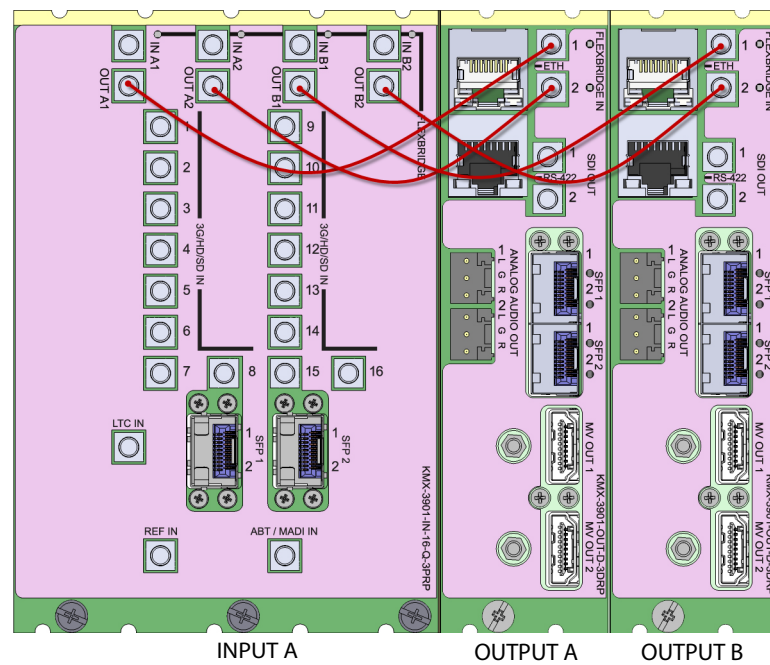 IN A1
IN A2
IN B1
IN B2
OUT A1
OUT A2
OUT B1
OUT B2
FLEXBRIDGE
1
2
3
4
5
6
7
8
3G/HD/SD IN
9
10
11
12
13
14
15
16
3G/HD/SD IN
LTC IN
1
2
SFP 1
1
2
SFP 2
REF IN
ABT / MADI IN
KMX-3901-IN-16-Q-3PRP
1
ETH
2
FLEXBRIDGE IN
1
RS-422
2
SDI OUT
1
L
G
R
2
L
G
R
ANALOG AUDIO OUT
1
2
SFP 1
1
2
SFP 2
MV OUT 1
MV OUT 2
KMX-3901-OUT-D-3DRP
1
ETH
2
FLEXBRIDGE IN
1
RS-422
2
SDI OUT
1
L
G
R
2
L
G
R
ANALOG AUDIO OUT
1
2
SFP 1
1
2
SFP 2
MV OUT 1
MV OUT 2
INPUT A
OUTPUT A
OUTPUT B